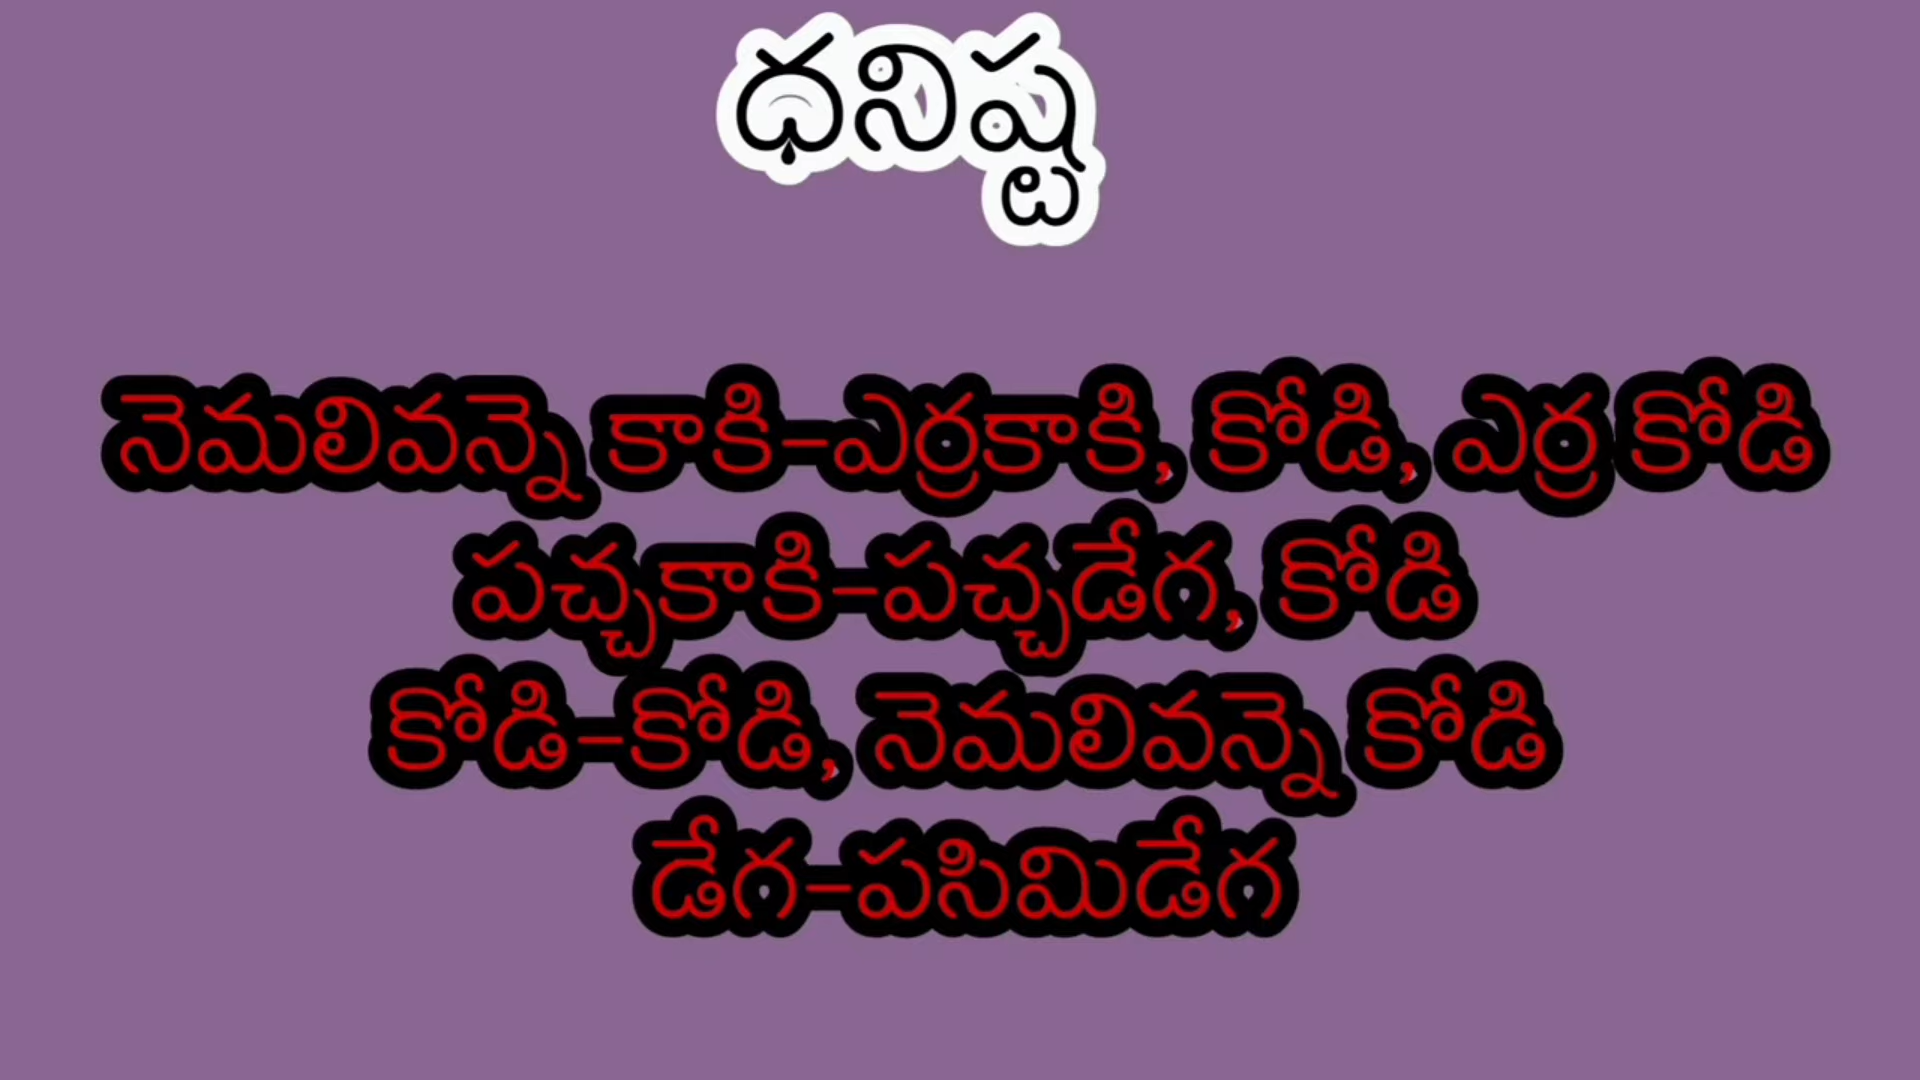 ధనిష్ట
నెమలివన్నె కాకి-ఎర్రకాకి, కోడి, ఎర్ర కోడి
పచ్చకాకి-పచ్చడేగ, కోడి
కోడి-కోడి, నెమలివన్నె కోడి
డేగ-పసిమిడేగ